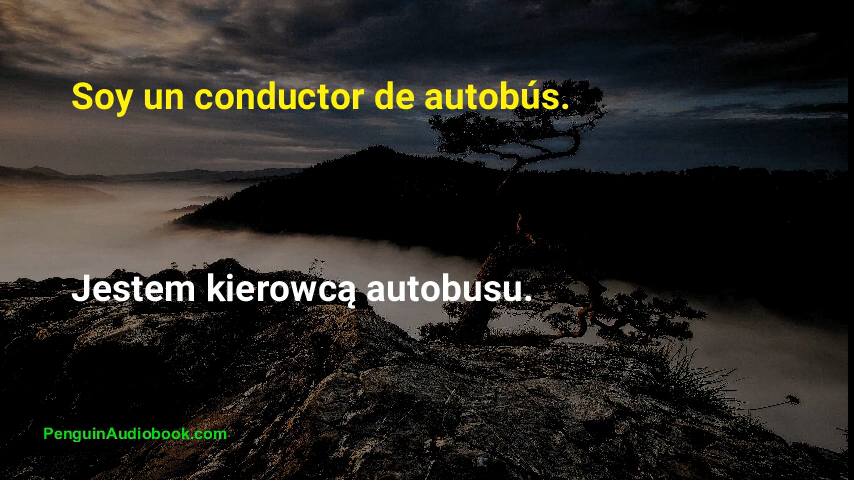 Soy un conductor de autobús.
Jestem kierowcą autobusu.
PenguinAudiobook.com